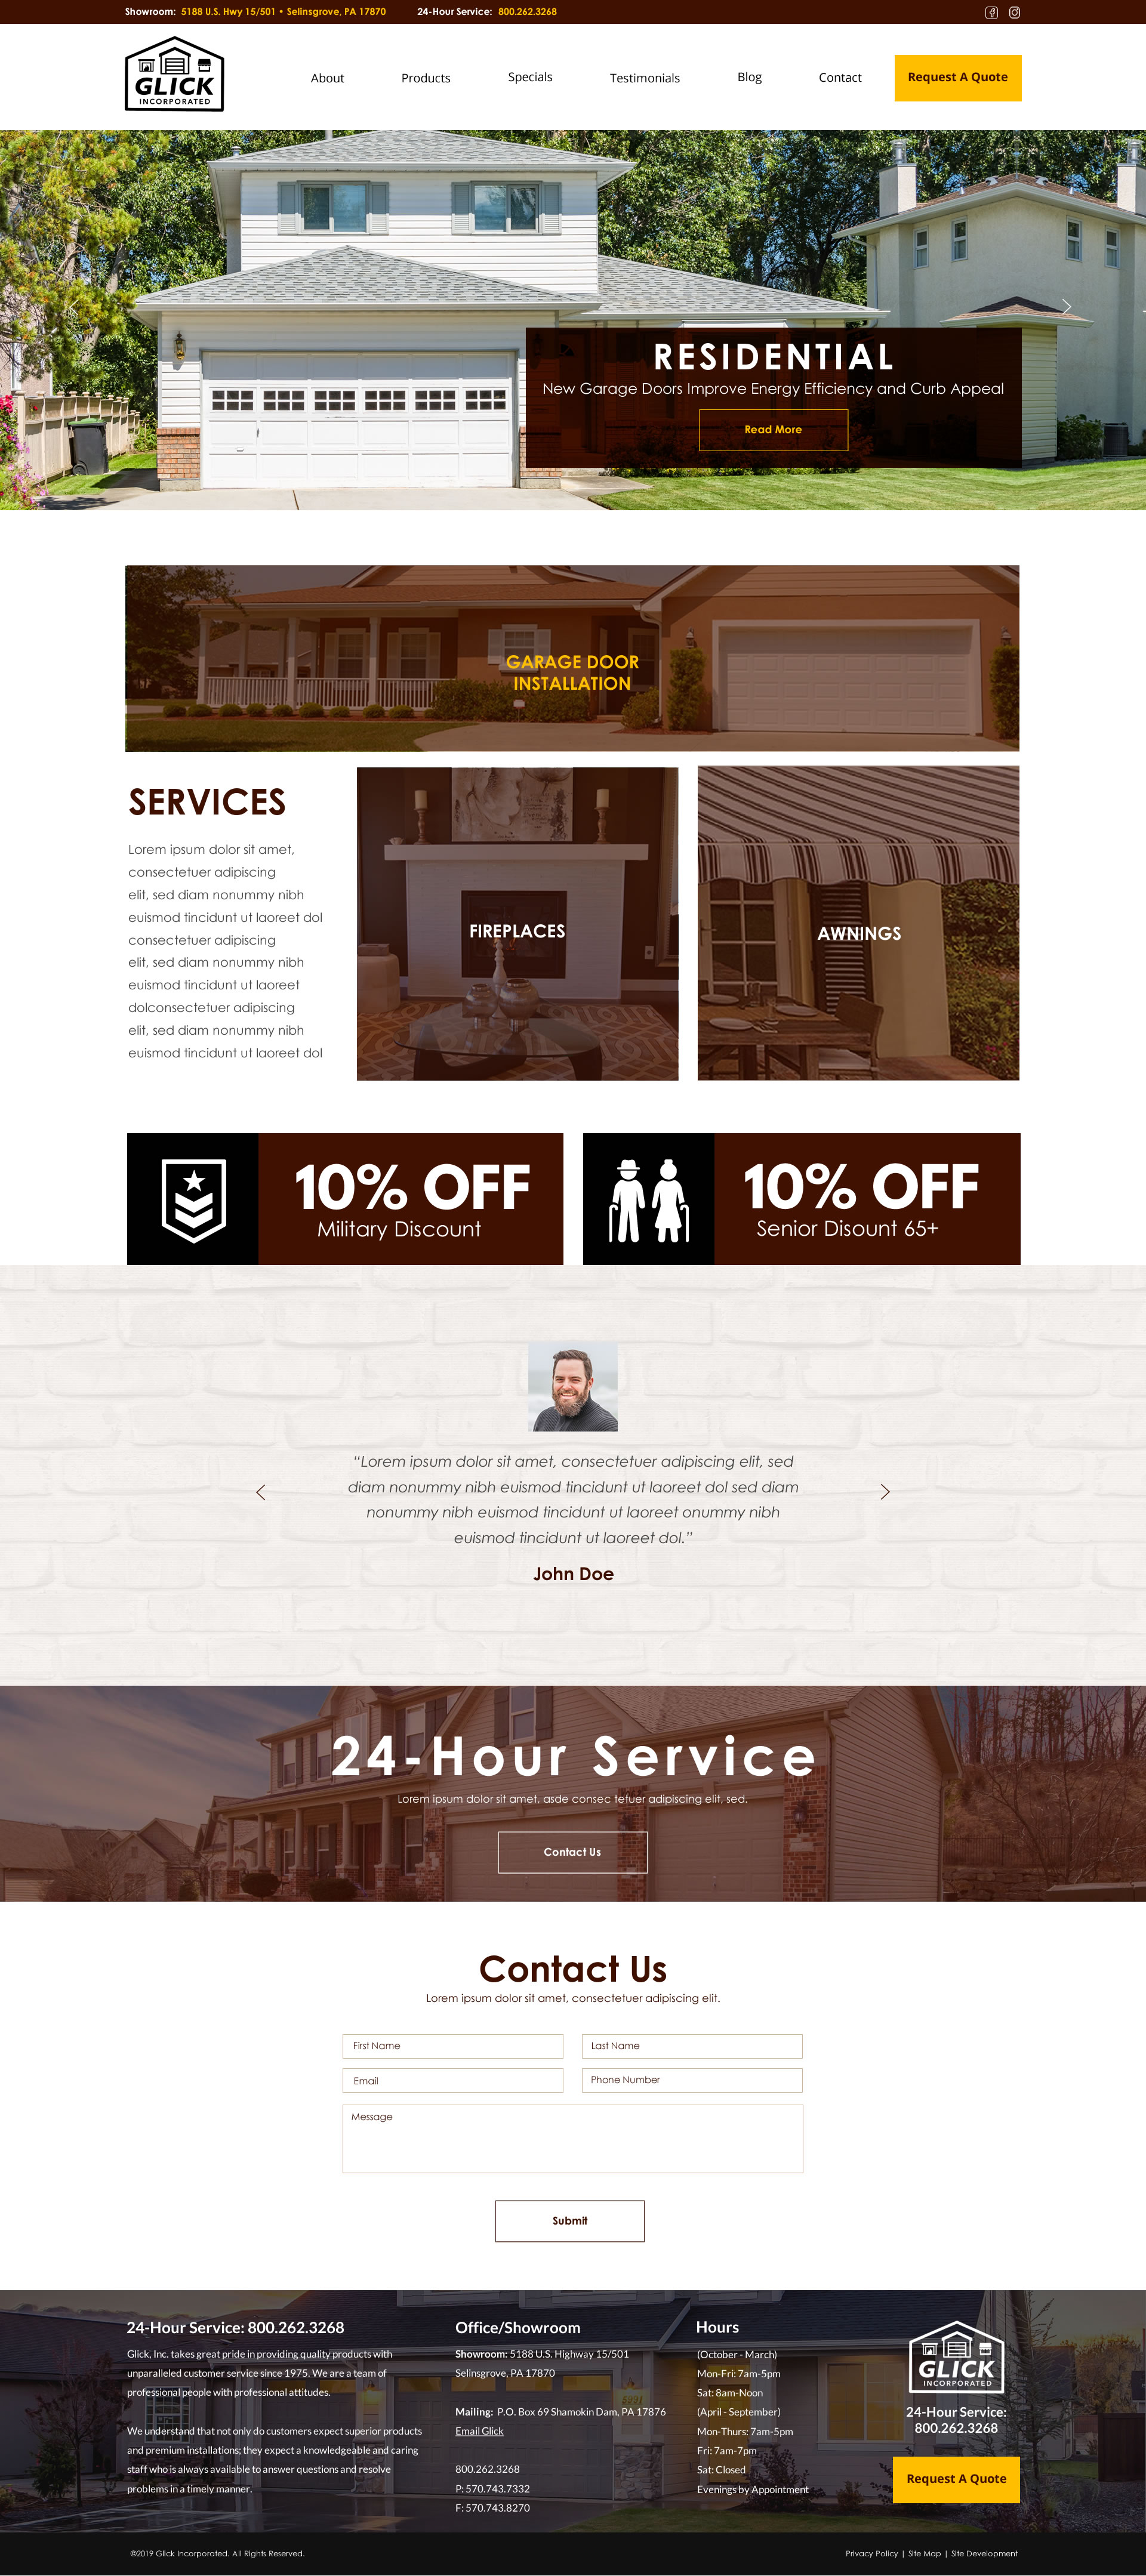 Showroom: 5188 U.S. Hwy 15/501 • Selinsgrove, PA 17870 24-Hour Service: 800.262.3268
GLICK
INCORPORATED
About Products Specials Testimonials Blog Contact Request A Quote
RESIDENTIAL
New Garage Doors Improve Energy Efficiency and Curb Appeal
Read More
GARAGE DOOR
INSTALLATION
SERVICES
Lorem ipsum dolor sit amet,
consectetuer adipiscing
elit, sed diam nonummy nibh
euismod tincidunt ut laoreet dol
consectetuer adipiscing
elit, sed diam nonummy nibh
euismod tincidunt ut laoreet
dolconsectetuer adipiscing
elit, sed diam nonummy nibh
euismod tincidunt ut laoreet dol
FIREPLACES
AWNINGS
10% OFF
Military Discount
10% OFF
Senior Disount 65+
“Lorem ipsum dolor sit amet, consectetuer adipiscing elit, sed
diam nonummy nibh euismod tincidunt ut laoreet dol sed diam
nonummy nibh euismod tincidunt ut laoreet onummy nibh
euismod tincidunt ut laoreet dol.”
John Doe
24-Hour Service
Lorem ipsum dolor sit amet, asde consec tetuer adipiscing elit, sed.
Contact Us
Contact Us
Lorem ipsum dolor sit amet, consectetuer adipiscing elit.
First Name
Last Name
Email
Phone Number
Message
Submit
24-Hour Service: 800.262.3268
Glick, Inc. takes great pride in providing quality products with
unparalleled customer service since 1975. We are a team of
professional people with professional attitudes.
We understand that not only do customers expect superior products
and premium installations; they expect a knowledgeable and caring
staff who is always available to answer questions and resolve
problems in a timely manner.
Office/Showroom
Showroom: 5188 U.S. Highway 15/501
Selinsgrove, PA 17870
Mailing: P.O. Box 69 Shamokin Dam, PA 17876
Email Glick
800.262.3268
P: 570.743.7332
F: 570.743.8270
Hours
(October - March)
Mon-Fri: 7am-5pm
Sat: 8am-Noon
(April - September)
Mon-Thurs: 7am-5pm
Fri: 7am-7pm
Sat: Closed
Evenings by Appointment
GLICK
INCORPORATED
24-Hour Service:
800.262.3268
Request A Quote
©2019 Glick Incorporated. All Rights Reserved.
Privacy Policy | Site Map | Site Development